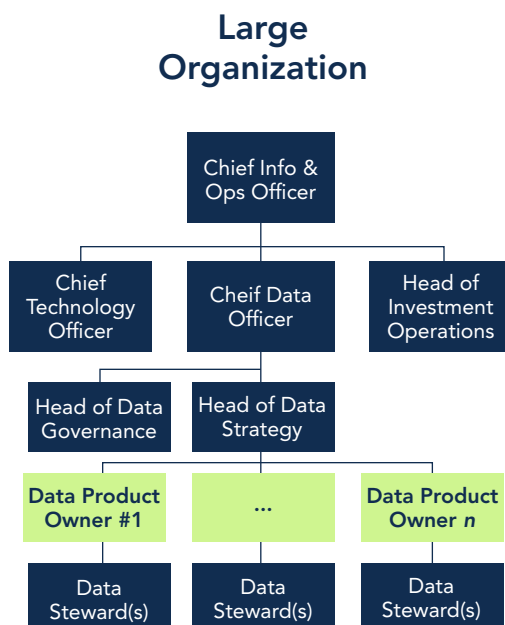 Large
Organization
Chief Info &
Ops Officer
Chief
Technology
Officer
Cheif Data
Officer
Head of
Investment
Operations
Head of Data
Governance
Head of Data
Strategy
Data Product
Owner #1
...
Data Product
Owner n
Data
Steward(s)
Data
Steward(s)
Data
Steward(s)